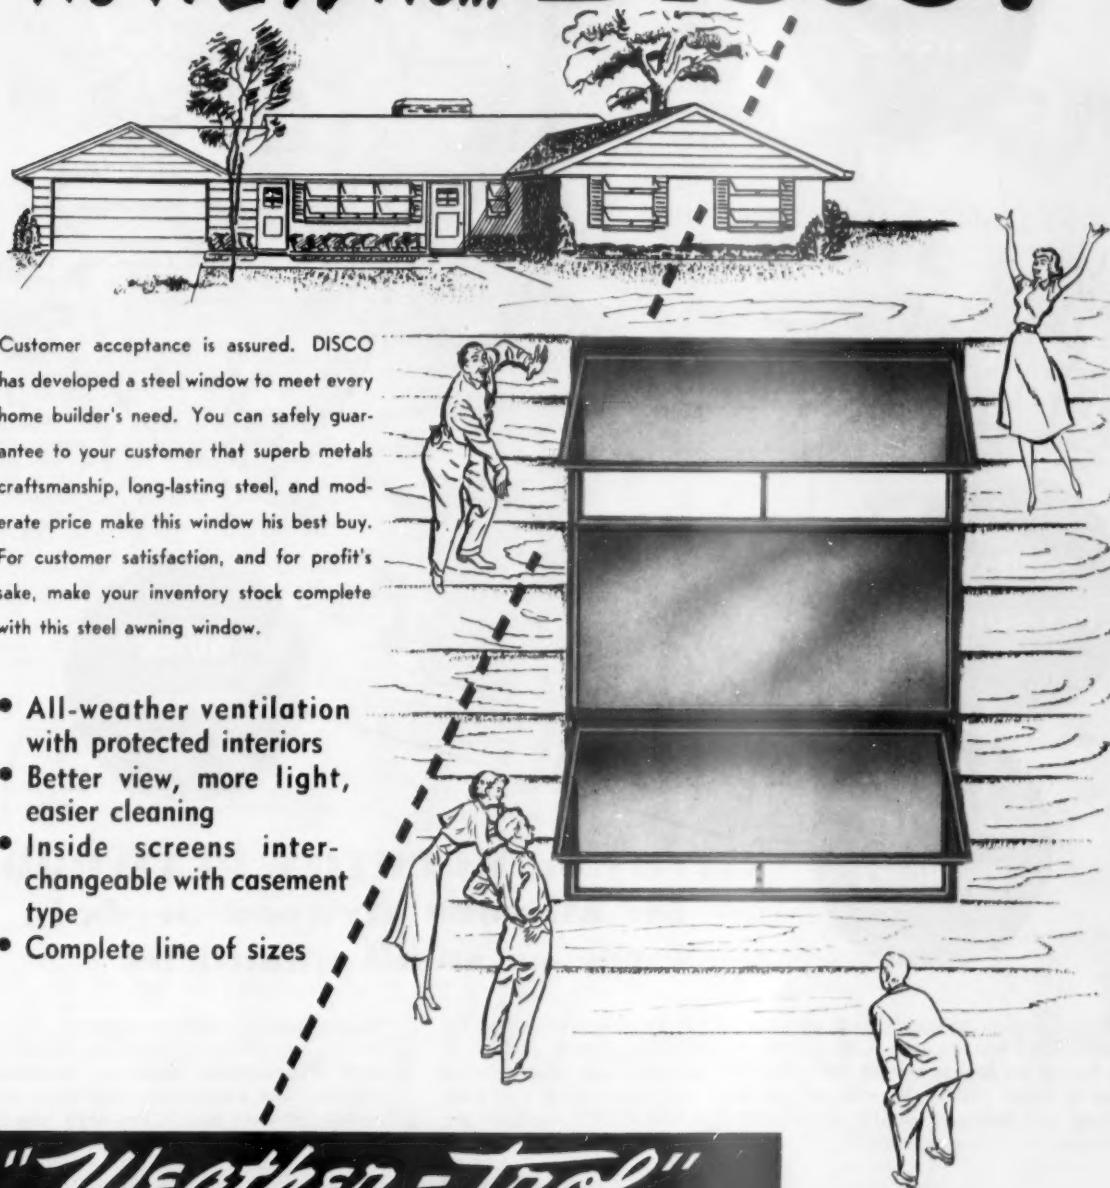 Customer acceptance is assured. DISCO
has developed a steel window to meet every
home builder's need. You can safely guar-
antee to your customer that superb metals
craftsmanship, long-lasting steel, and mod-
erate price make this window his best buy.
For customer satisfaction, and for profit's
sake, make your inventory stock complete
with this steel awning window.
• All-weather ventilation
with protected interiors
• Better view, more light,
easier cleaning
• Inside screens inter-
changeable with casement
type
• Complete line of sizes
"Weather-Trol"